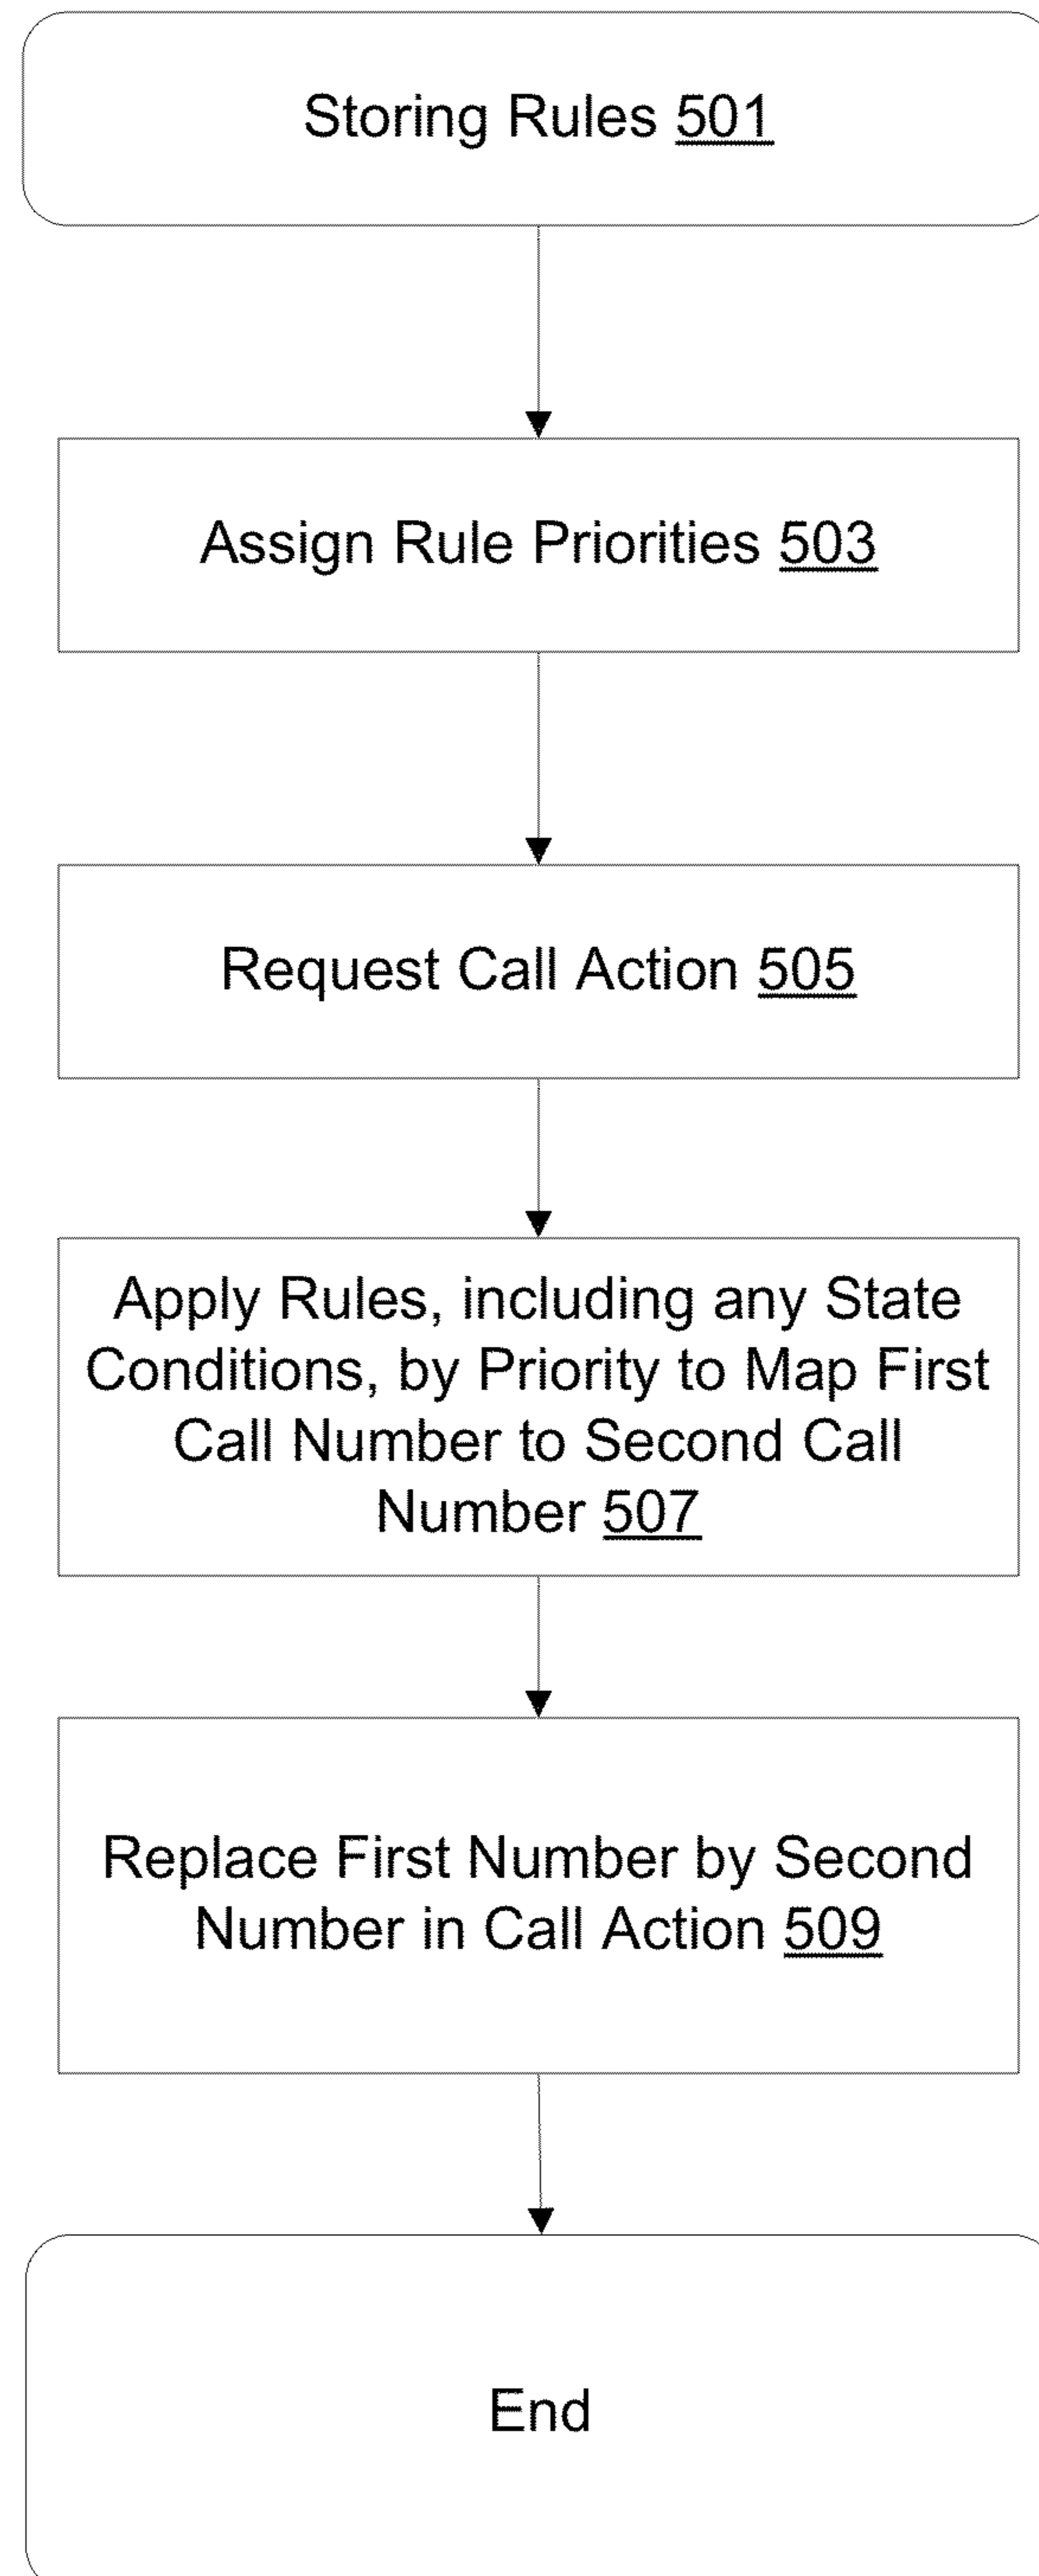 Storing Rules 501
Assign Rule Priorities 503
Request Call Action 505
Apply Rules, including any State
Conditions, by Priority to Map First
Call Number to Second Call
Number 507
Replace First Number by Second
Number in Call Action 509
End